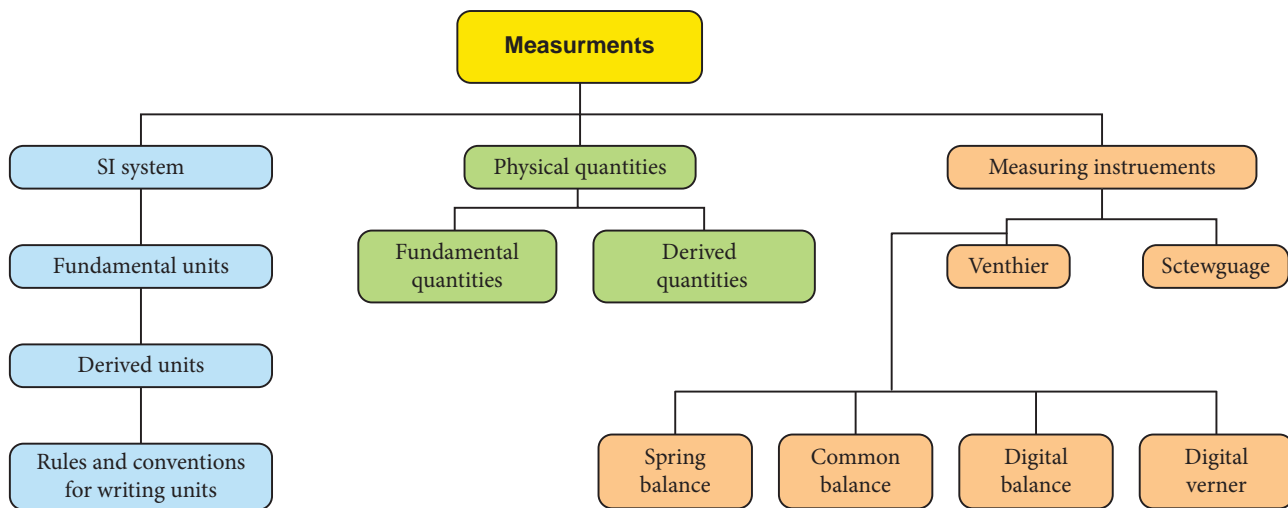 Measurments
SI system
Physical quantities
Measuring instruements
Fundamental units
Fundamental
quantities
Derived
quantities
Venthier
Sctewguage
Derived units
Rules and conventions
for writing units
Spring
balance
Common
balance
Digital
balance
Digital
verner